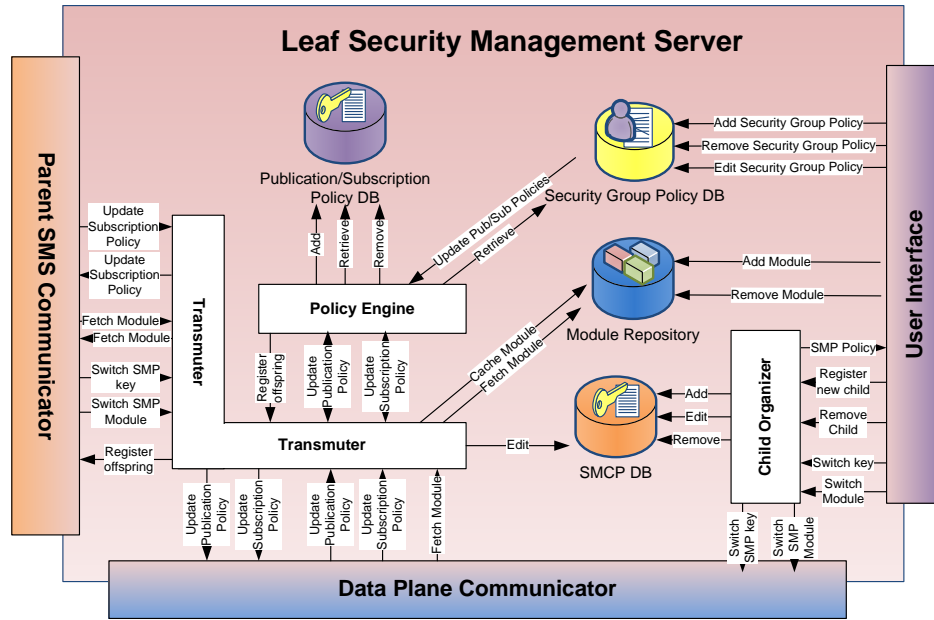 Leaf Security Management Server
Parent SMS Communicator
User Interface
Data Plane Communicator
Publication/Subscription
Policy DB
Security Group Policy DB
Add Security Group Policy
Remove Security Group Policy
Edit Security Group Policy
Update
Subscription
Policy
Update
Subscription
Policy
Fetch Module
Fetch Module
Switch SMP
key
Switch SMP
Module
Register
offspring
Transmuter
Transmuter
Add
Retrieve
Remove
Update Pub/Sub Policies
Retrieve
Policy Engine
Register
offspring
Update
Publication
Policy
Update
Subscription
Policy
Cache Module
Fetch Module
Module Repository
Add Module
Remove Module
Edit
SMCP DB
Add
Edit
Remove
Child Organizer
SMP Policy
Register
new child
Remove
Child
Switch key
Switch
Module
Update
Publication
Policy
Update
Subscription
Policy
Update
Publication
Policy
Update
Subscription
Policy
Fetch Module
Switch
SMP key
Switch
SMP
Module